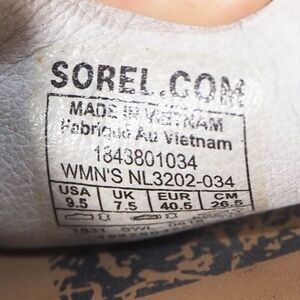 SOREL.COM
MADE IN VIETNAM
Fabriqué Au Vietnam
1843801034
WMN'S NL3202-034
USA UK EUR CM
9.5 7.5 40.5 26.5